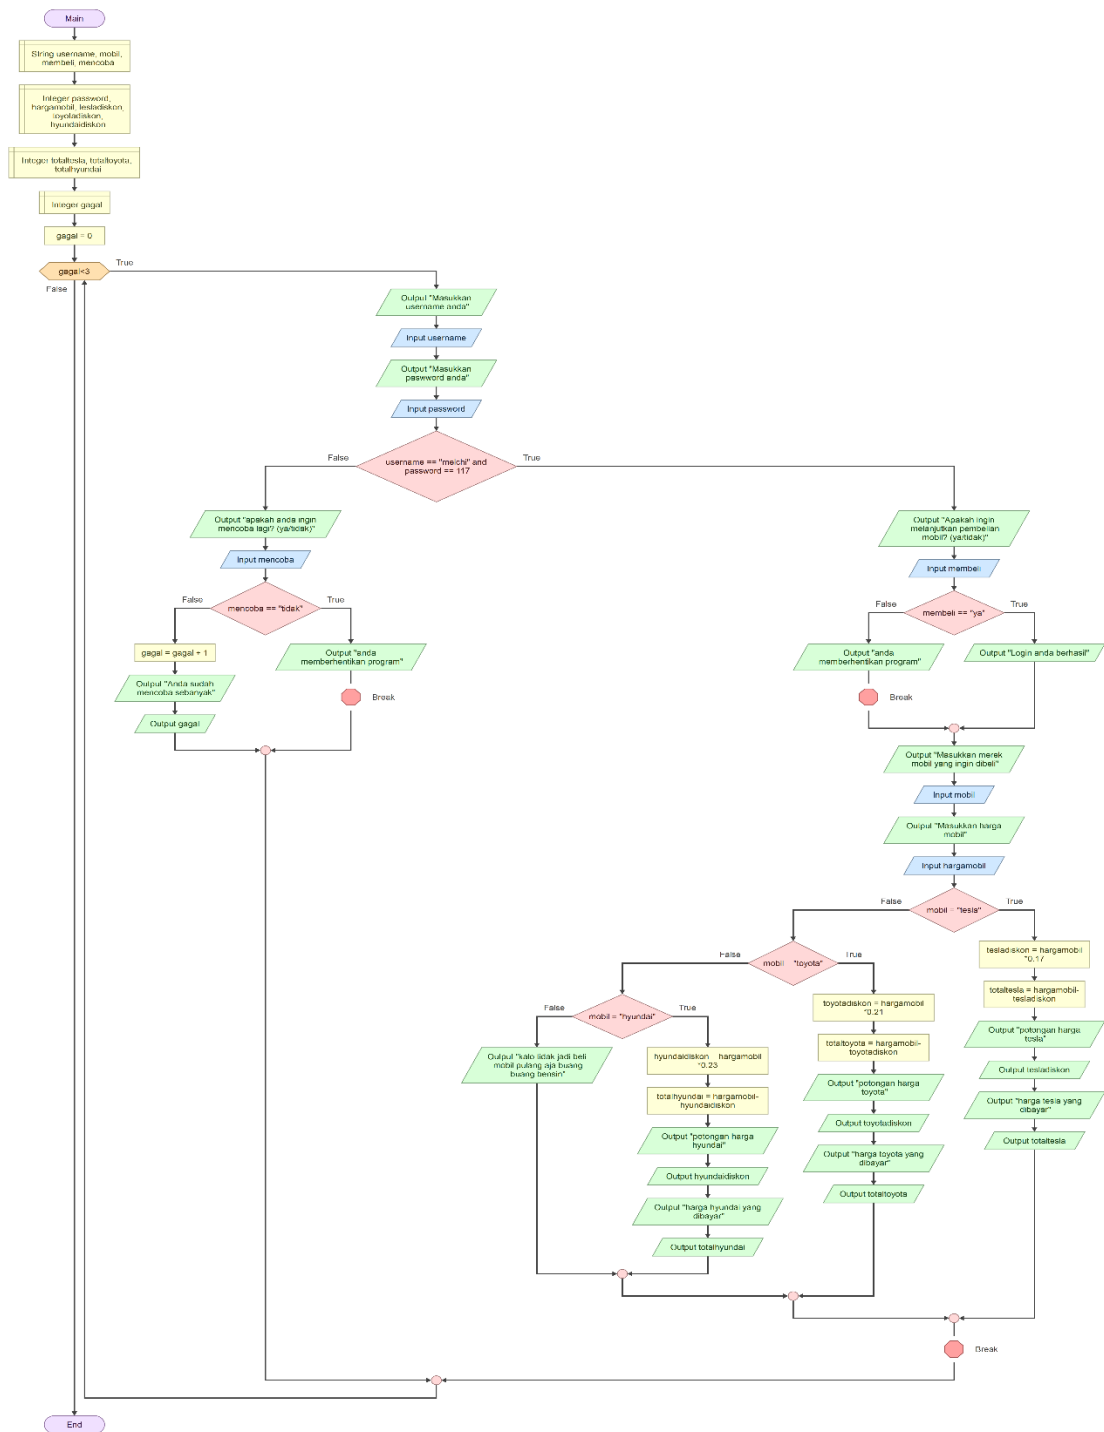 Main
String username, mobil,
membeli, mencoba
Integer password,
hargamobil, tesladiskon,
toyotadiskon,
hyundaidiskon
Integer totaltesla, totaltoyota,
totalhyundai
Integer gagal
gagal = 0
gagal<3
True
False
Output "Masukkan
username anda"
Input username
Output "Masukkan
password anda"
Input password
username == "meichi" and
password == 117
False
True
Output "apakah anda ingin
mencoba lagi? (ya/tidak)"
Input mencoba
mencoba == "tidak"
False
True
gagal = gagal + 1
Output "Anda sudah
mencoba sebanyak"
Output gagal
Output "anda
memberhentikan program"
Break
Output "Apakah ingin
melanjutkan pembelian
mobil? (ya/tidak)"
Input membeli
membeli == "ya"
False
True
Output "anda
memberhentikan program"
Break
Output "Login anda berhasil"
Output "Masukkan merek
mobil yang ingin dibeli"
Input mobil
Output "Masukkan harga
mobil"
Input hargamobil
mobil = "tesla"
False
True
tesladiskon = hargamobil
*0.17
totaltesla = hargamobil-
tesladiskon
Output "potongan harga
tesla"
Output tesladiskon
Output "harga tesla yang
dibayar"
Output totaltesla
mobil = "toyota"
False
True
toyotadiskon = hargamobil
*0.21
totaltoyota = hargamobil-
toyotadiskon
Output "potongan harga
toyota"
Output toyotadiskon
Output "harga toyota yang
dibayar"
Output totaltoyota
mobil = "hyundai"
False
True
Output "kalo tidak jadi beli
mobil pulang aja buang
buang bensin"
hyundaidiskon = hargamobil
*0.23
totalhyundai = hargamobil-
hyundaidiskon
Output "potongan harga
hyundai"
Output hyundaidiskon
Output "harga hyundai yang
dibayar"
Output totalhyundai
Break
End